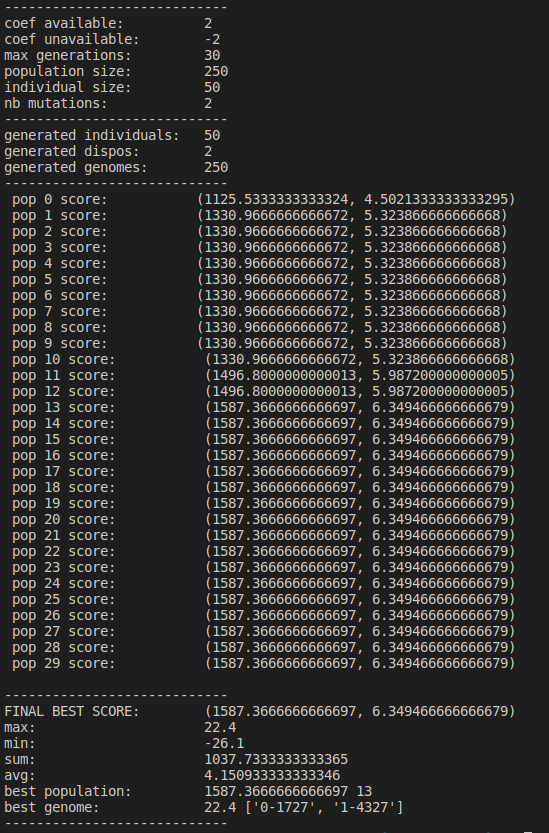 ----------------------------
coef available:          2
coef unavailable:        -2
max generations:         30
population size:         250
individual size:         50
nb mutations:            2
----------------------------
generated individuals:   50
generated dispos:        2
generated genomes:       250
----------------------------
 pop 0 score:           (1125.5333333333324, 4.5021333333333295)
 pop 1 score:           (1330.9666666666672, 5.323866666666668)
 pop 2 score:           (1330.9666666666672, 5.323866666666668)
 pop 3 score:           (1330.9666666666672, 5.323866666666668)
 pop 4 score:           (1330.9666666666672, 5.323866666666668)
 pop 5 score:           (1330.9666666666672, 5.323866666666668)
 pop 6 score:           (1330.9666666666672, 5.323866666666668)
 pop 7 score:           (1330.9666666666672, 5.323866666666668)
 pop 8 score:           (1330.9666666666672, 5.323866666666668)
 pop 9 score:           (1330.9666666666672, 5.323866666666668)
 pop 10 score:           (1330.9666666666672, 5.323866666666668)
 pop 11 score:           (1496.8000000000013, 5.987200000000005)
 pop 12 score:           (1496.8000000000013, 5.987200000000005)
 pop 13 score:           (1587.3666666666697, 6.349466666666679)
 pop 14 score:           (1587.3666666666697, 6.349466666666679)
 pop 15 score:           (1587.3666666666697, 6.349466666666679)
 pop 16 score:           (1587.3666666666697, 6.349466666666679)
 pop 17 score:           (1587.3666666666697, 6.349466666666679)
 pop 18 score:           (1587.3666666666697, 6.349466666666679)
 pop 19 score:           (1587.3666666666697, 6.349466666666679)
 pop 20 score:           (1587.3666666666697, 6.349466666666679)
 pop 21 score:           (1587.3666666666697, 6.349466666666679)
 pop 22 score:           (1587.3666666666697, 6.349466666666679)
 pop 23 score:           (1587.3666666666697, 6.349466666666679)
 pop 24 score:           (1587.3666666666697, 6.349466666666679)
 pop 25 score:           (1587.3666666666697, 6.349466666666679)
 pop 26 score:           (1587.3666666666697, 6.349466666666679)
 pop 27 score:           (1587.3666666666697, 6.349466666666679)
 pop 28 score:           (1587.3666666666697, 6.349466666666679)
 pop 29 score:           (1587.3666666666697, 6.349466666666679)

----------------------------
FINAL BEST SCORE:        (1587.3666666666697, 6.349466666666679)
max:                     22.4
min:                     -26.1
sum:                     1037.7333333333365
avg:                     4.150933333333346
best population:         1587.3666666666697 13
best genome:             22.4 ['0-1727', '1-4327']
----------------------------